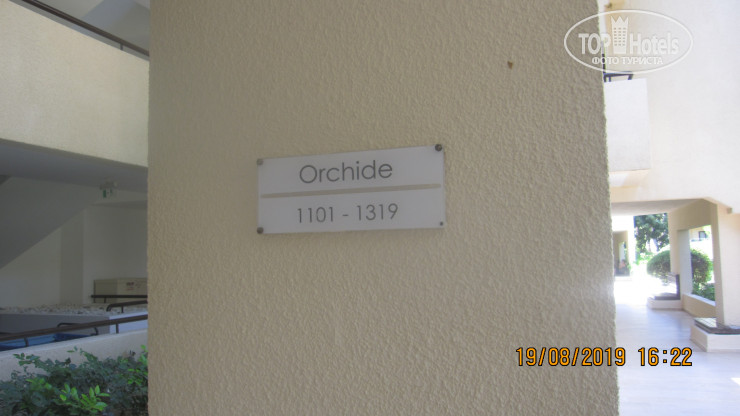 TOP Hotels
ФОТО ТУРИСТА
Orchide
1101 - 1319
19/08/2019 16:22